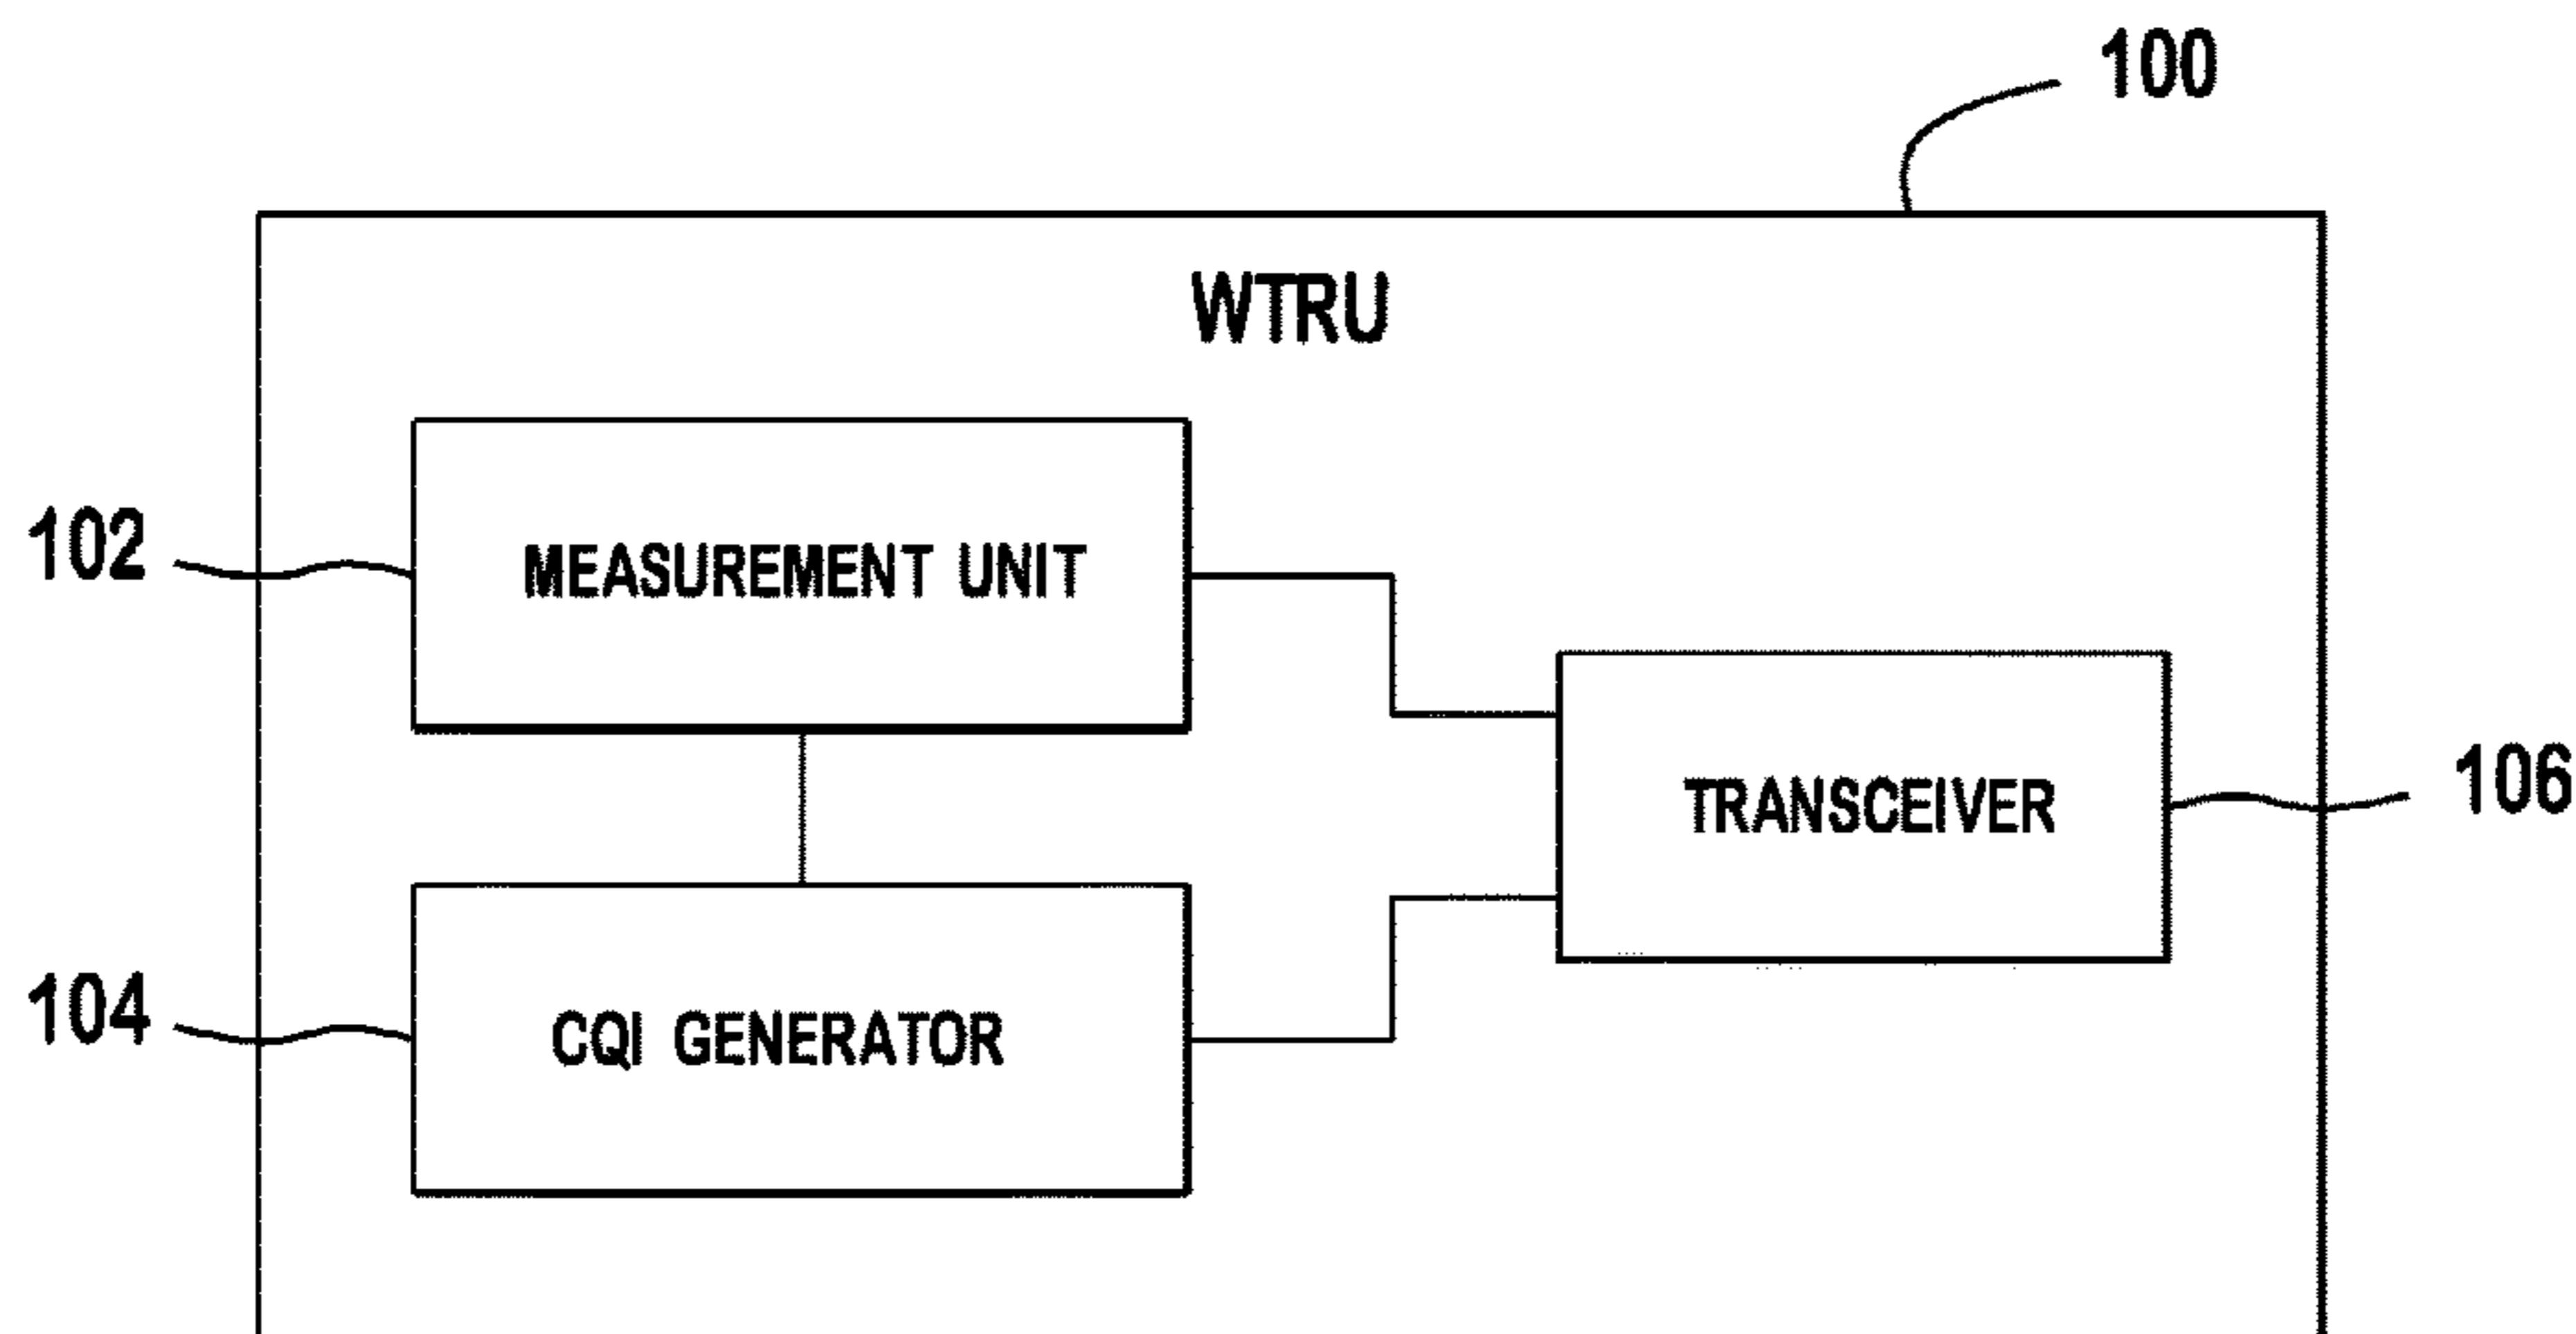 100
WTRU
102
MEASUREMENT UNIT
TRANSCEIVER
106
104
CQI GENERATOR